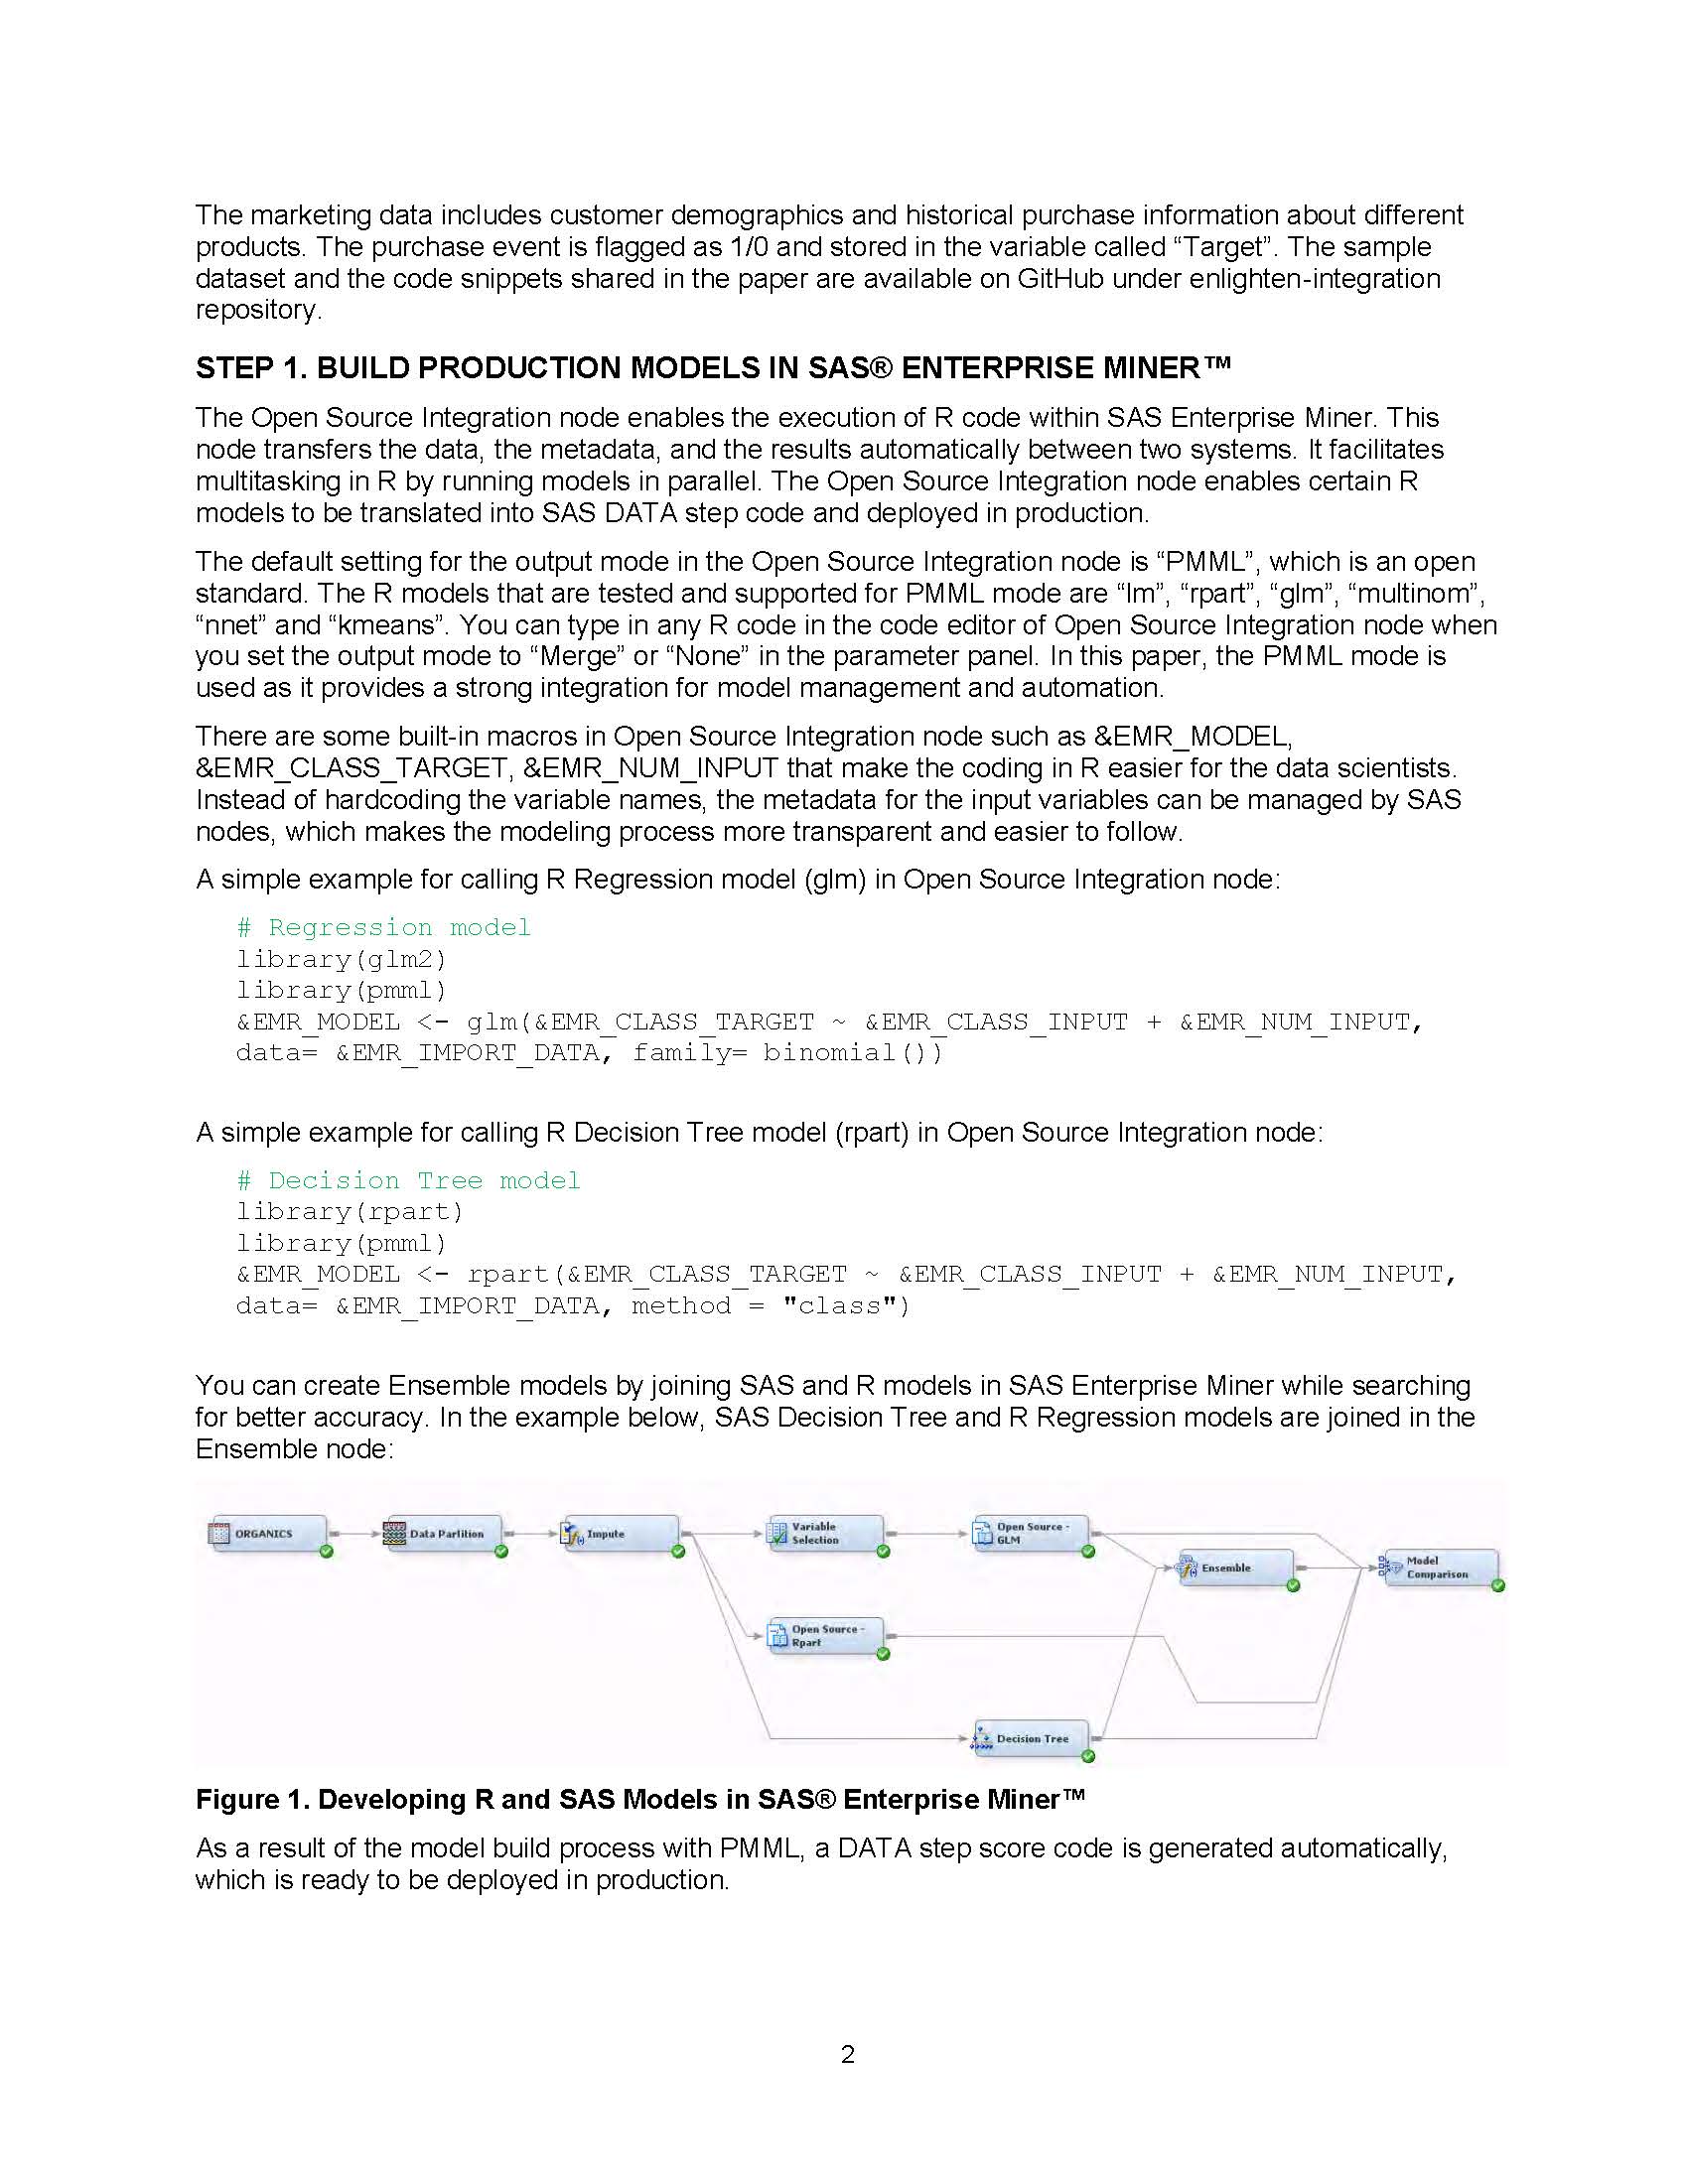 The marketing data includes customer demographics and historical purchase information about different
products. The purchase event is flagged as 1/0 and stored in the variable called “Target”. The sample
dataset and the code snippets shared in the paper are available on GitHub under enlighten-integration
repository.
STEP 1. BUILD PRODUCTION MODELS IN SAS® ENTERPRISE MINER™
The Open Source Integration node enables the execution of R code within SAS Enterprise Miner. This
node transfers the data, the metadata, and the results automatically between two systems. It facilitates
multitasking in R by running models in parallel. The Open Source Integration node enables certain R
models to be translated into SAS DATA step code and deployed in production.
The default setting for the output mode in the Open Source Integration node is “PMML”, which is an open
standard. The R models that are tested and supported for PMML mode are “lm”, “rpart”, “glm”, “multinom”,
“nnet” and “kmeans”. You can type in any R code in the code editor of Open Source Integration node when
you set the output mode to “Merge” or “None” in the parameter panel. In this paper, the PMML mode is
used as it provides a strong integration for model management and automation.
There are some built-in macros in Open Source Integration node such as &EMR_MODEL,
&EMR_CLASS_TARGET, &EMR_NUM_INPUT that make the coding in R easier for the data scientists.
Instead of hardcoding the variable names, the metadata for the input variables can be managed by SAS
nodes, which makes the modeling process more transparent and easier to follow.
A simple example for calling R Regression model (glm) in Open Source Integration node:
# Regression model
library(glm2)
library(pmml)
&EMR_MODEL <- glm(&EMR_CLASS_TARGET ~ &EMR_CLASS_INPUT + &EMR_NUM_INPUT,
data= &EMR_IMPORT_DATA, family= binomial())
A simple example for calling R Decision Tree model (rpart) in Open Source Integration node:
# Decision Tree model
library(rpart)
library(pmml)
&EMR_MODEL <- rpart(&EMR_CLASS_TARGET ~ &EMR_CLASS_INPUT + &EMR_NUM_INPUT,
data= &EMR_IMPORT_DATA, method = "class")
You can create Ensemble models by joining SAS and R models in SAS Enterprise Miner while searching
for better accuracy. In the example below, SAS Decision Tree and R Regression models are joined in the
Ensemble node:
ORGANICS
Data Partition
Impute
Variable
Selection
Open Source -
GLM
Ensemble
Model
Comparison
Open Source -
Rpart
Decision Tree
Figure 1. Developing R and SAS Models in SAS® Enterprise Miner™
As a result of the model build process with PMML, a DATA step score code is generated automatically,
which is ready to be deployed in production.
2